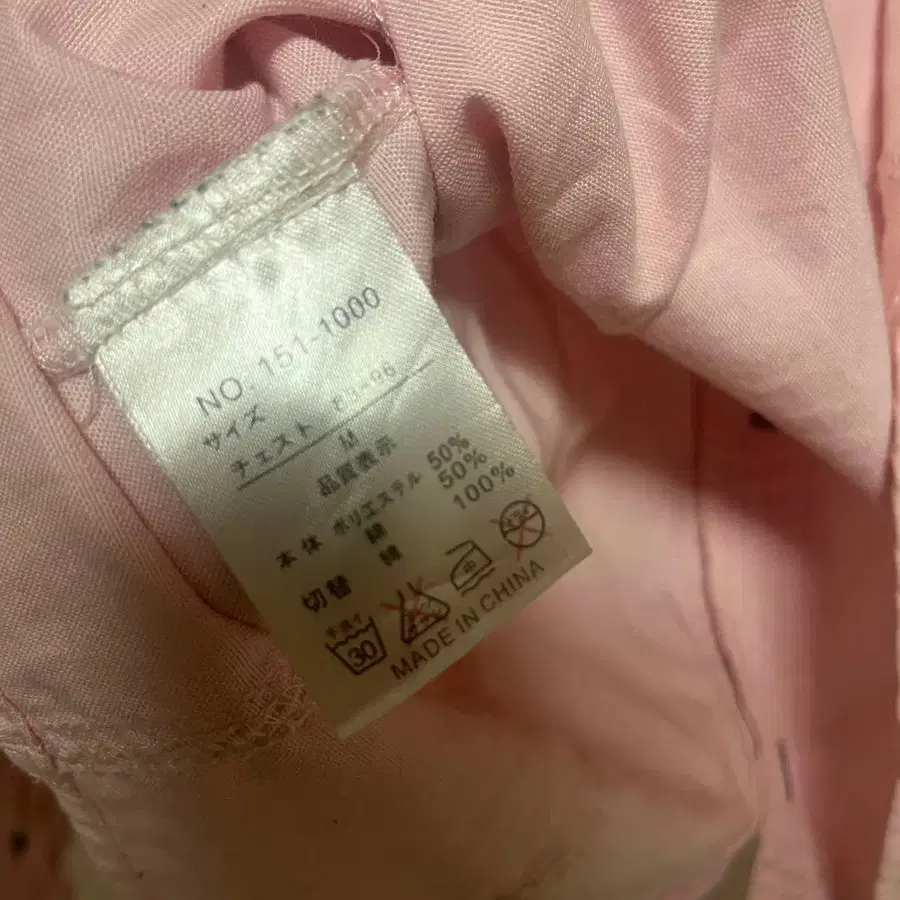 NO. 151-1000
サイズ
チェスト
M
品質表示
本体 ポリエステル 50%
綿 50%
切替 綿 100%
30
MADE IN CHINA